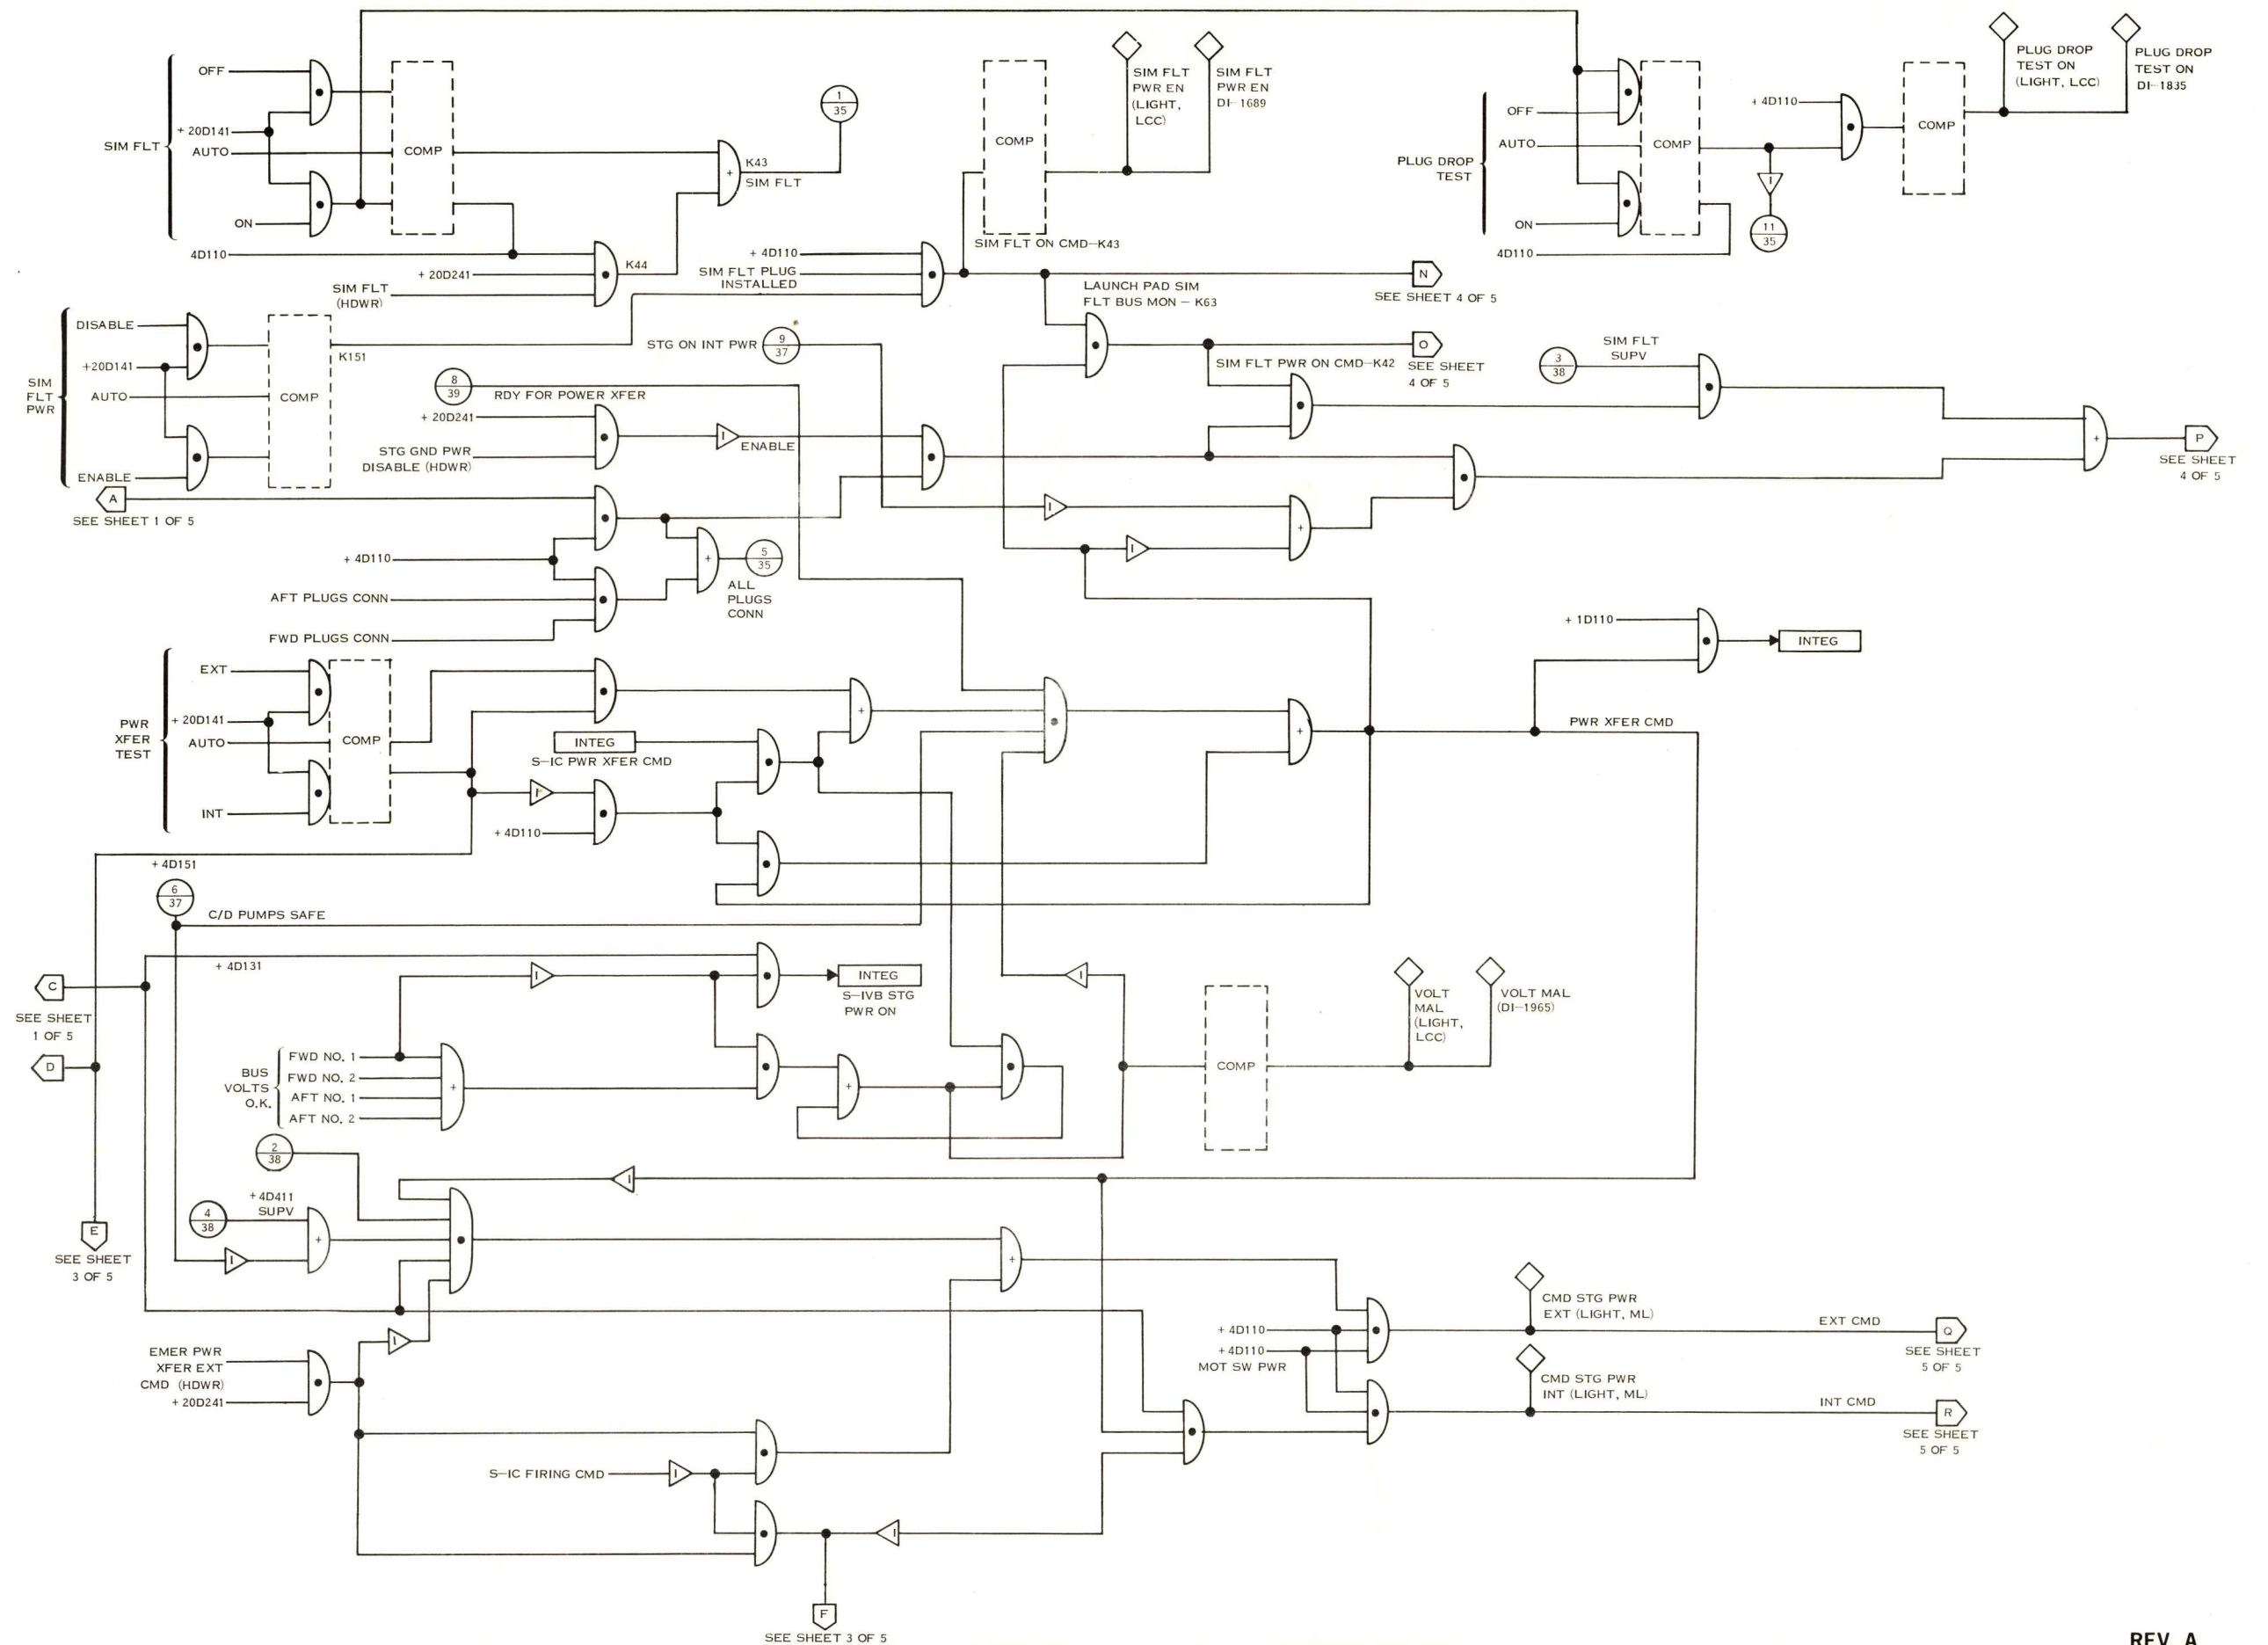 OFF
+ 20D141
SIM FLT
AUTO
COMP
ON
4D110
+ 20D241
SIM FLT
(HDWR)
K44
K43
SIM FLT
1
35
+ 4D110
SIM FLT PLUG
INSTALLED
COMP
SIM FLT ON CMD-K43
SIM FLT
PWR EN
(LIGHT,
LCC)
SIM FLT
PWR EN
DI-1689
LAUNCH PAD SIM
FLT BUS MON - K63
N
SEE SHEET 4 OF 5
PLUG DROP
TEST
OFF
AUTO
ON
4D110
COMP
11
35
+ 4D110
COMP
PLUG DROP
TEST ON
(LIGHT, LCC)
PLUG DROP
TEST ON
DI-1835
SIM
FLT
PWR
DISABLE
+20D141
AUTO
ENABLE
COMP
K151
STG ON INT PWR
9
37
8
39
RDY FOR POWER XFER
+ 20D241
STG GND PWR
DISABLE (HDWR)
I
ENABLE
SIM FLT PWR ON CMD-K42
O
SEE SHEET
4 OF 5
3
38
SIM FLT
SUPV
P
SEE SHEET
4 OF 5
A
SEE SHEET 1 OF 5
+ 4D110
AFT PLUGS CONN
FWD PLUGS CONN
5
35
ALL
PLUGS
CONN
I
I
+ 1D110
INTEG
PWR
XFER
TEST
EXT
+ 20D141
AUTO
INT
COMP
INTEG
S-IC PWR XFER CMD
I
+ 4D110
PWR XFER CMD
+ 4D151
6
37
C/D PUMPS SAFE
+ 4D131
C
SEE SHEET
1 OF 5
D
I
INTEG
S-IVB STG
PWR ON
I
BUS
VOLTS
O.K.
FWD NO. 1
FWD NO. 2
AFT NO. 1
AFT NO. 2
COMP
VOLT
MAL
(LIGHT,
LCC)
VOLT MAL
(DI-1965)
2
38
I
+ 4D411
SUPV
4
38
I
E
SEE SHEET
3 OF 5
I
EMER PWR
XFER EXT
CMD (HDWR)
+ 20D241
S-IC FIRING CMD
I
I
F
SEE SHEET 3 OF 5
+ 4D110
+ 4D110
MOT SW PWR
CMD STG PWR
EXT (LIGHT, ML)
EXT CMD
Q
SEE SHEET
5 OF 5
CMD STG PWR
INT (LIGHT, ML)
INT CMD
R
SEE SHEET
5 OF 5
REV A